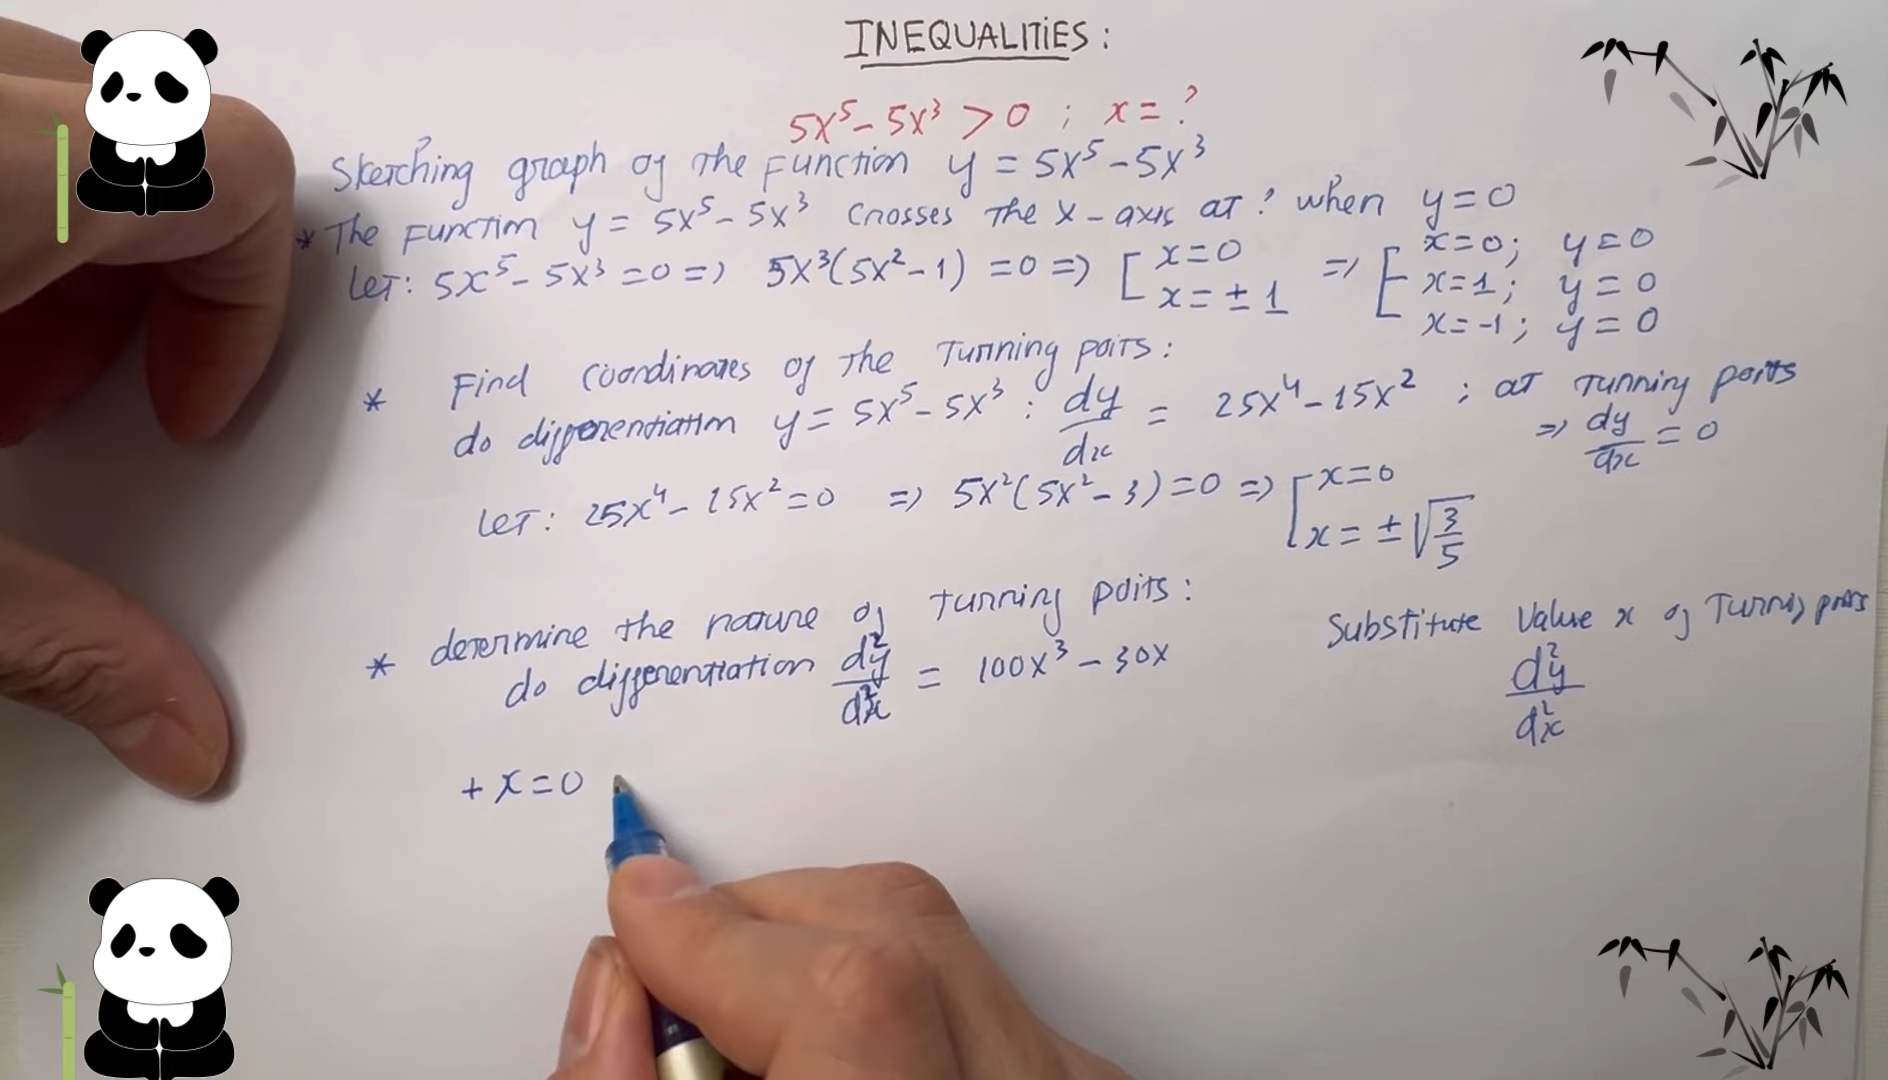 INEQUALITIES:
5x⁵ - 5x³ > 0 ; x = ?
Sketching graph of the Function y = 5x⁵ - 5x³
* The Function y = 5x⁵ - 5x³ crosses the x-axis at? when y = 0
Let: 5x⁵ - 5x³ = 0 => 5x³(5x² - 1) = 0 => [ x = 0 x = ± 1 => [ x = 0; y = 0 x = 1; y = 0 x = -1; y = 0
* Find coordinates of the Turning poits:
do differentiation y = 5x⁵ - 5x³ : dy/dx = 25x⁴ - 15x² ; at turning poits => dy/dx = 0
Let: 25x⁴ - 15x² = 0 => 5x²(5x² - 3) = 0 => [ x = 0 x = ± √(3/5)
* determine the nature of turning poits: Substitute Value x of Turning poits
do differentiation d²y/d²x = 100x³ - 30x d²y/d²x
+ x = 0